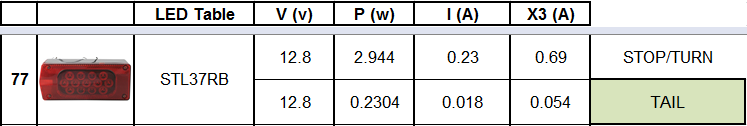 LED Table V (v) P (w) I (A) X3 (A)
12.8 2.944 0.23 0.69 STOP/TURN
77 STL37RB
12.8 0.2304 0.018 0.054 TAIL